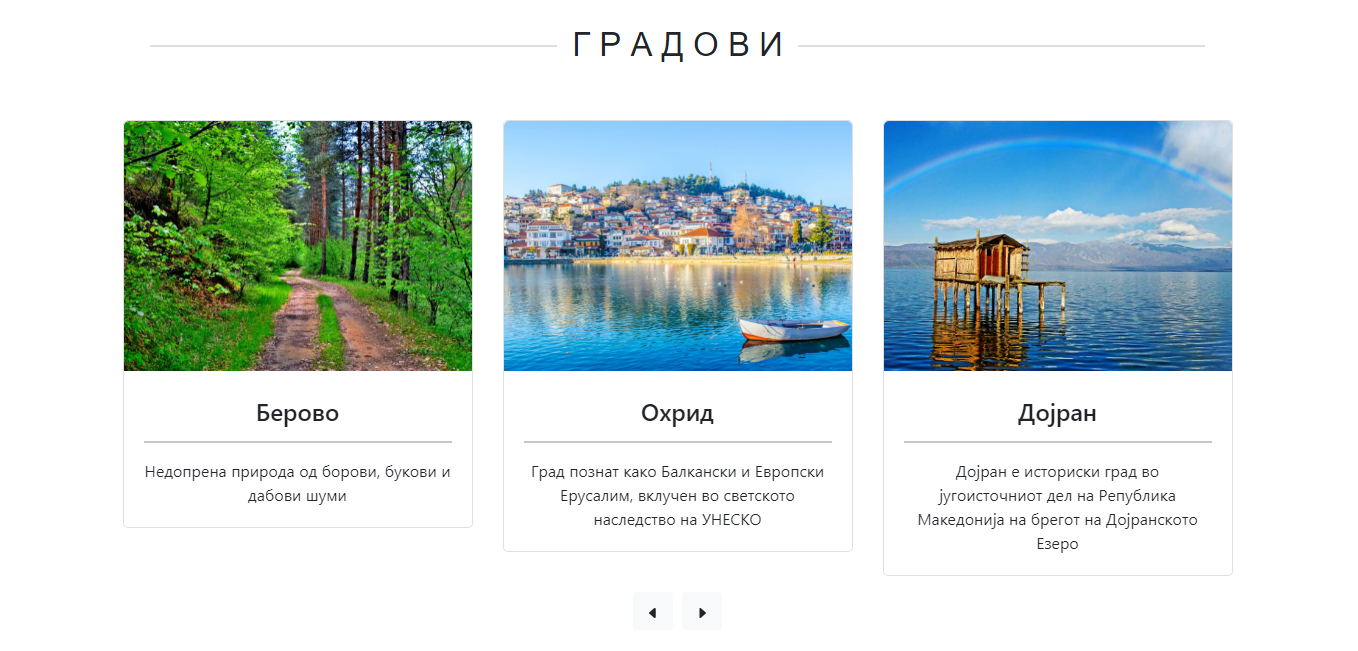 ГРАДОВИ
Берово
Недопрена природа од борови, букови и
дабови шуми
Охрид
Град познат како Балкански и Европски
Ерусалим, вклучен во светското
наследство на УНЕСКО
Дојран
Дојран е историски град во
југоисточниот дел на Република
Македонија на брегот на Дојранското
Езеро